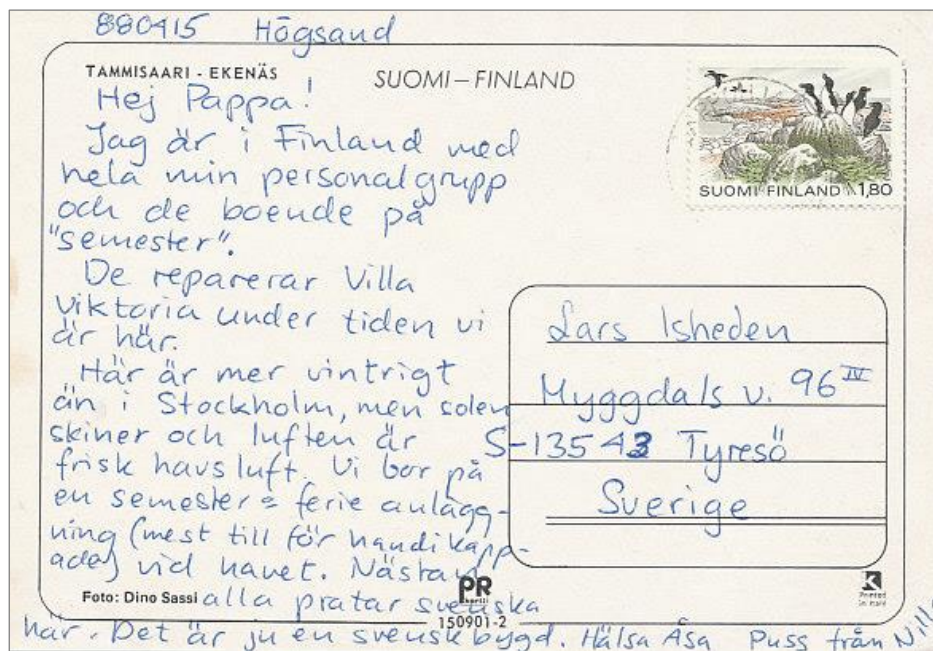 880415 Högsand
TAMMISAARI - EKENÄS
SUOMI – FINLAND
Hej Pappa!
Jag är i Finland med
hela min personalgrupp
och de boende på
"semester".
De reparerar Villa
Viktoria under tiden vi
är här.
Här är mer vintrigt
än i Stockholm, men solen
skiner och luften är
frisk havsluft. Vi bor på
en semester = ferie anlägg-
ning (mest till för handikapp-
ade) vid havet. Nästan
alla pratar svenska
här. Det är ju en svenskbygd. Hälsa Åsa Puss från
SUOMI FINLAND 1,80
Lars Isheden
Myggdals v. 96 IV
S-135 43 Tyresö
Sverige
Foto: Dino Sassi
PR
150901-2
K
Printed